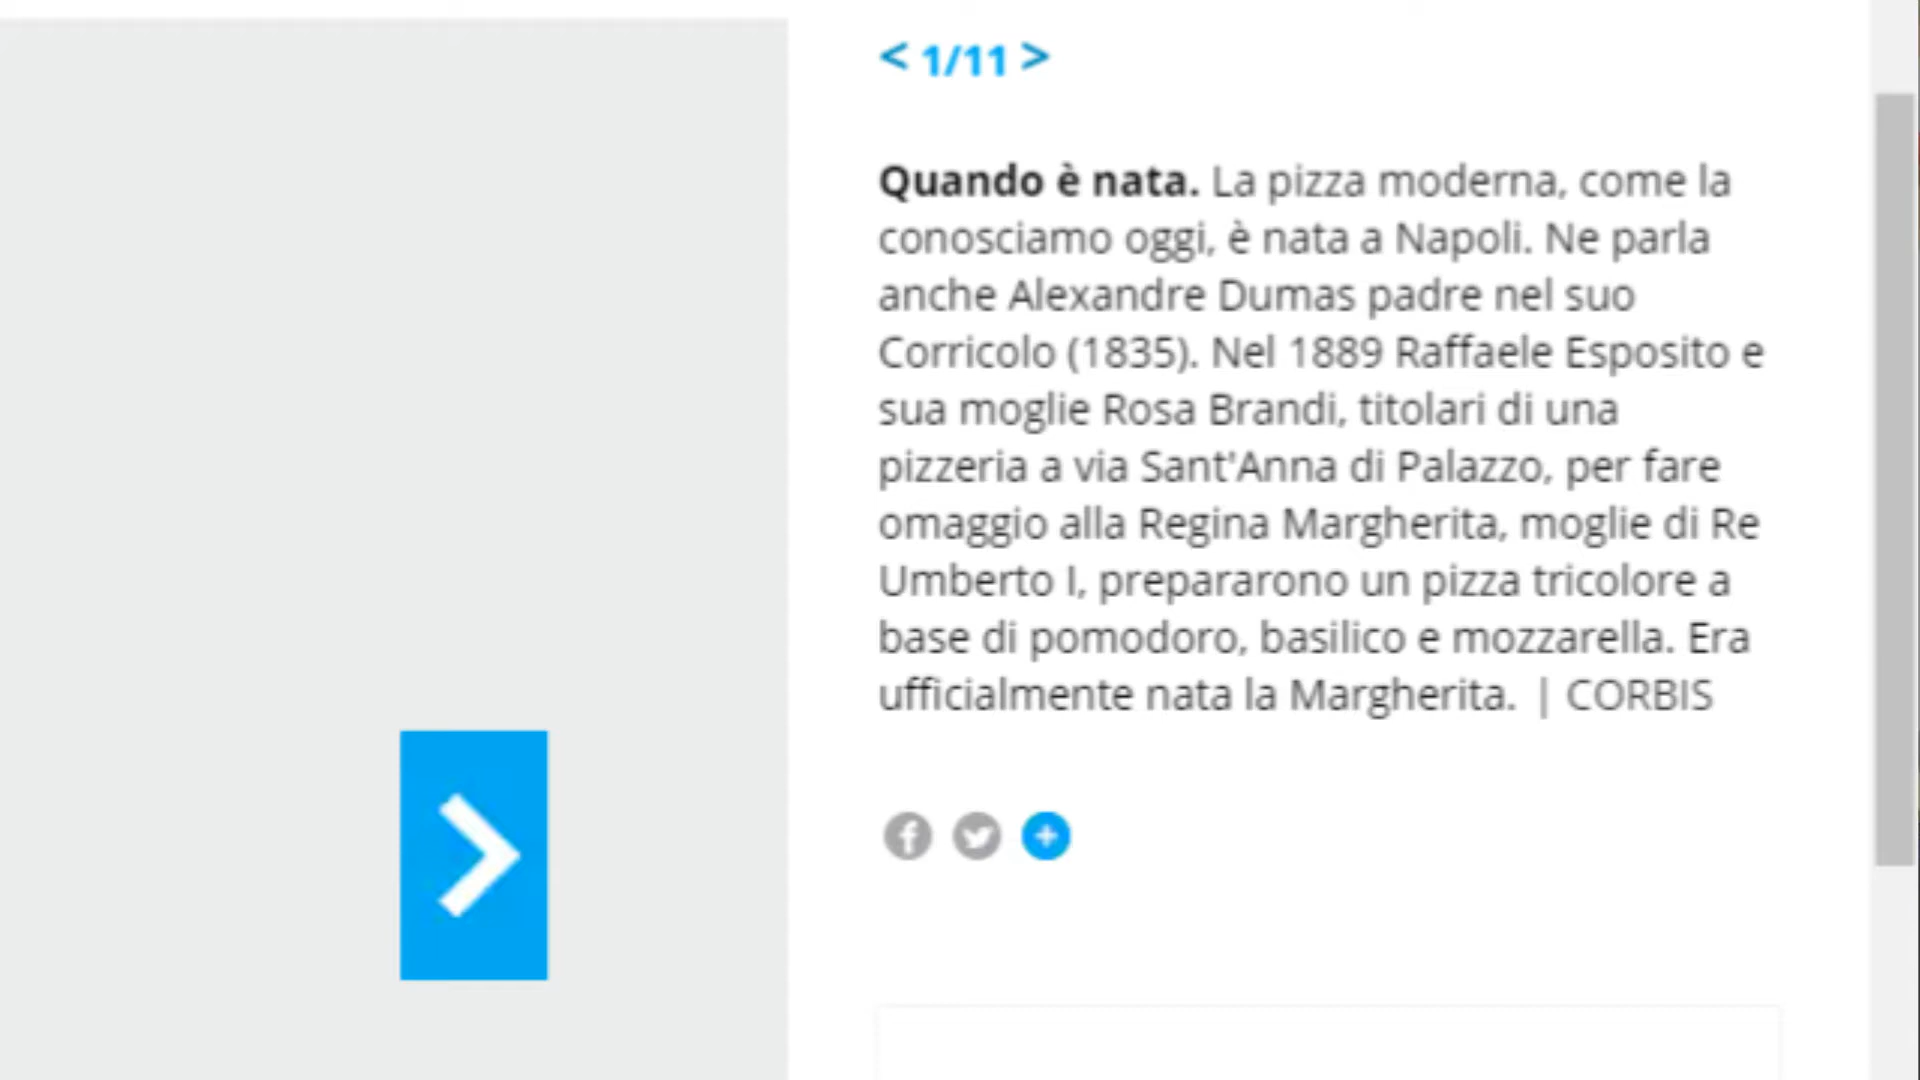 < 1/11 >
Quando è nata. La pizza moderna, come la
conosciamo oggi, è nata a Napoli. Ne parla
anche Alexandre Dumas padre nel suo
Corricolo (1835). Nel 1889 Raffaele Esposito e
sua moglie Rosa Brandi, titolari di una
pizzeria a via Sant'Anna di Palazzo, per fare
omaggio alla Regina Margherita, moglie di Re
Umberto I, prepararono un pizza tricolore a
base di pomodoro, basilico e mozzarella. Era
ufficialmente nata la Margherita. | CORBIS